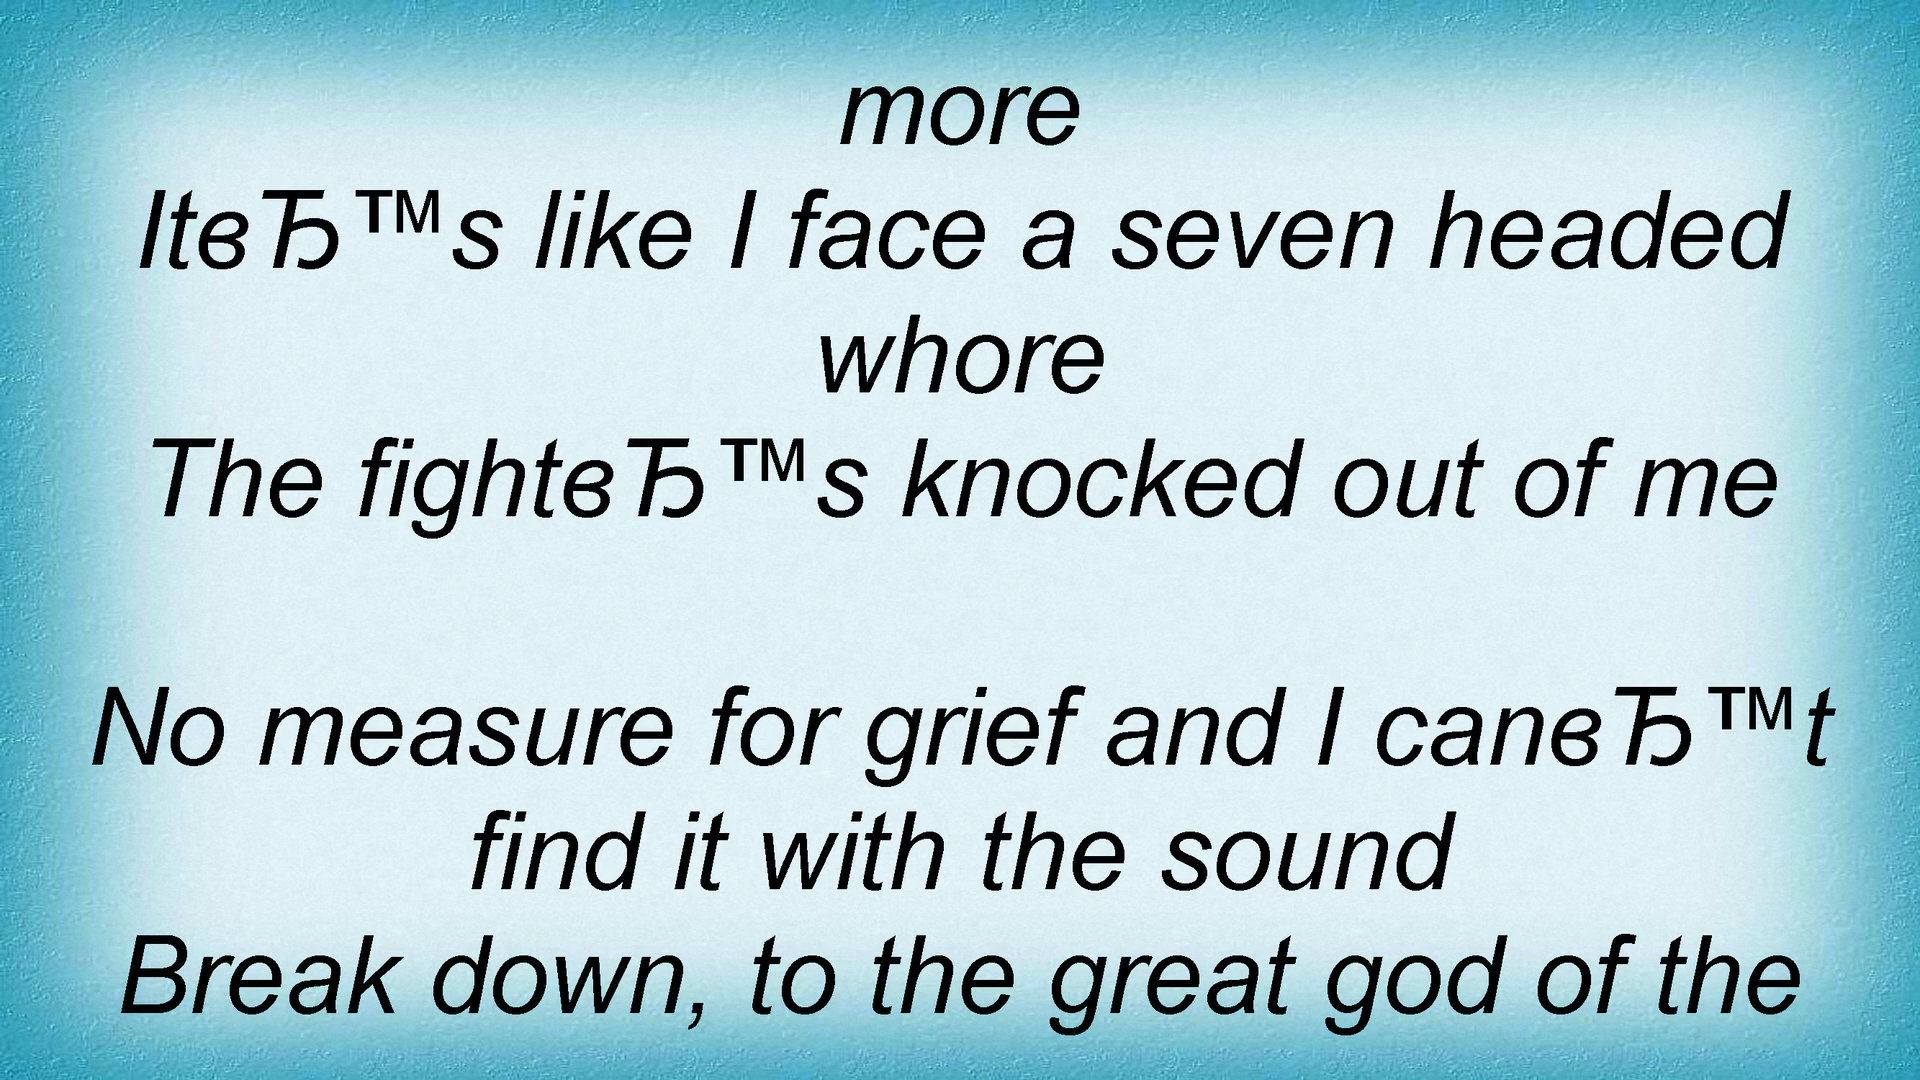 more
ItвЂ™s like I face a seven headed
whore
The fightвЂ™s knocked out of me
No measure for grief and I canвЂ™t
find it with the sound
Break down, to the great god of the